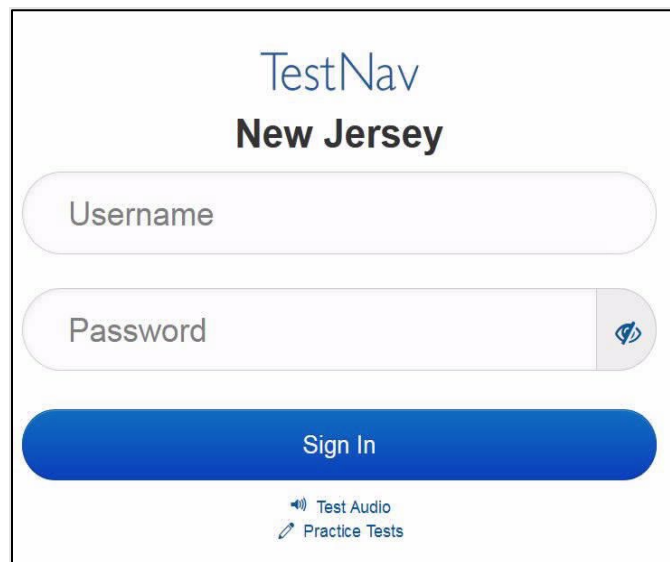 TestNav
New Jersey
Username
Password
Sign In
Test Audio
Practice Tests